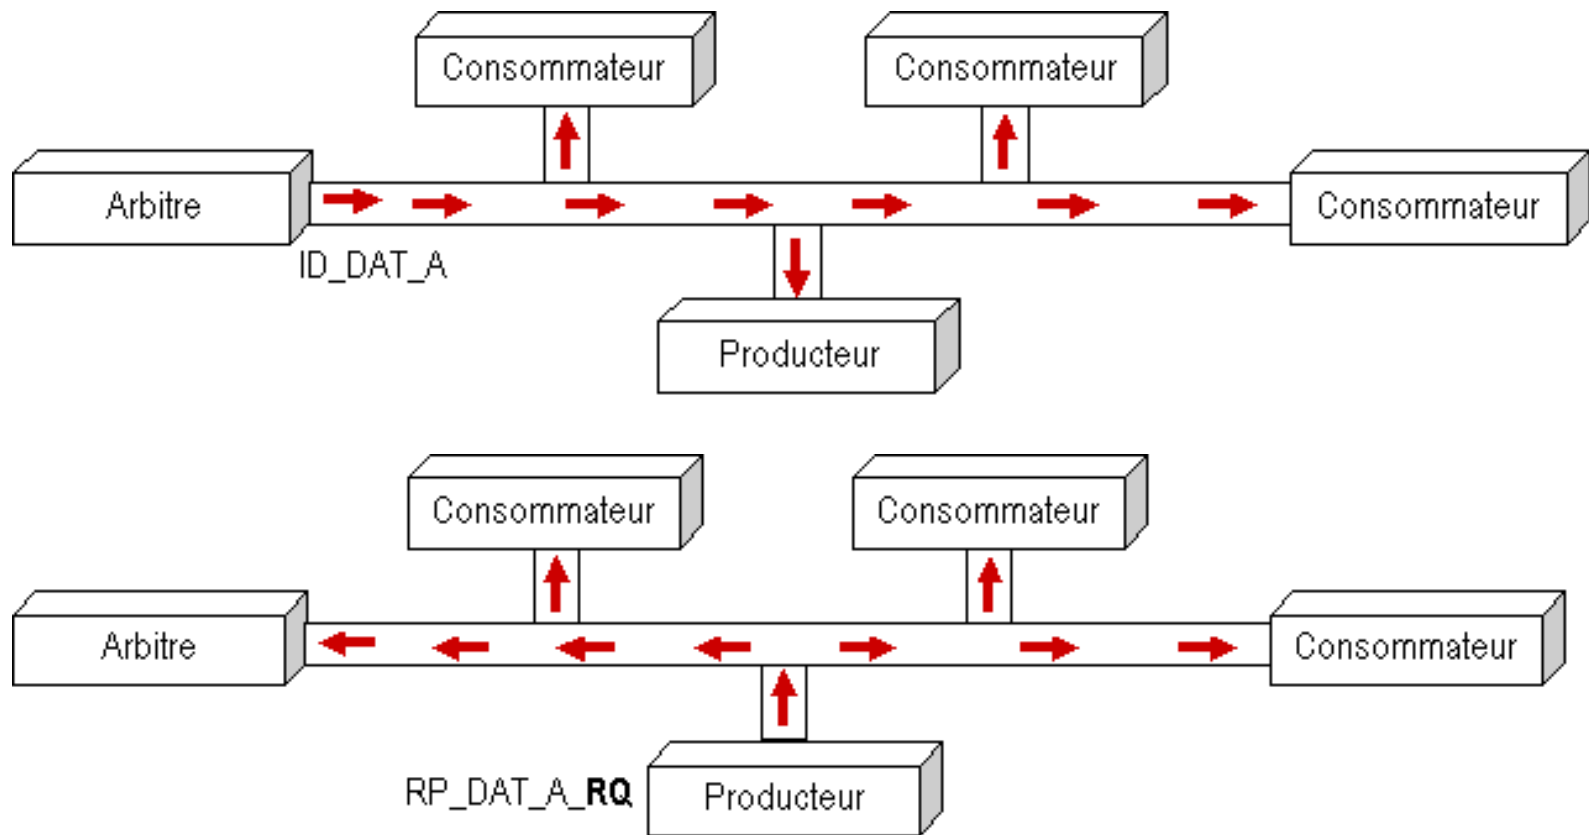 Consommateur
Consommateur
Arbitre
Consommateur
ID_DAT_A
Producteur
Consommateur
Consommateur
Arbitre
Consommateur
RP_DAT_A_RQ
Producteur